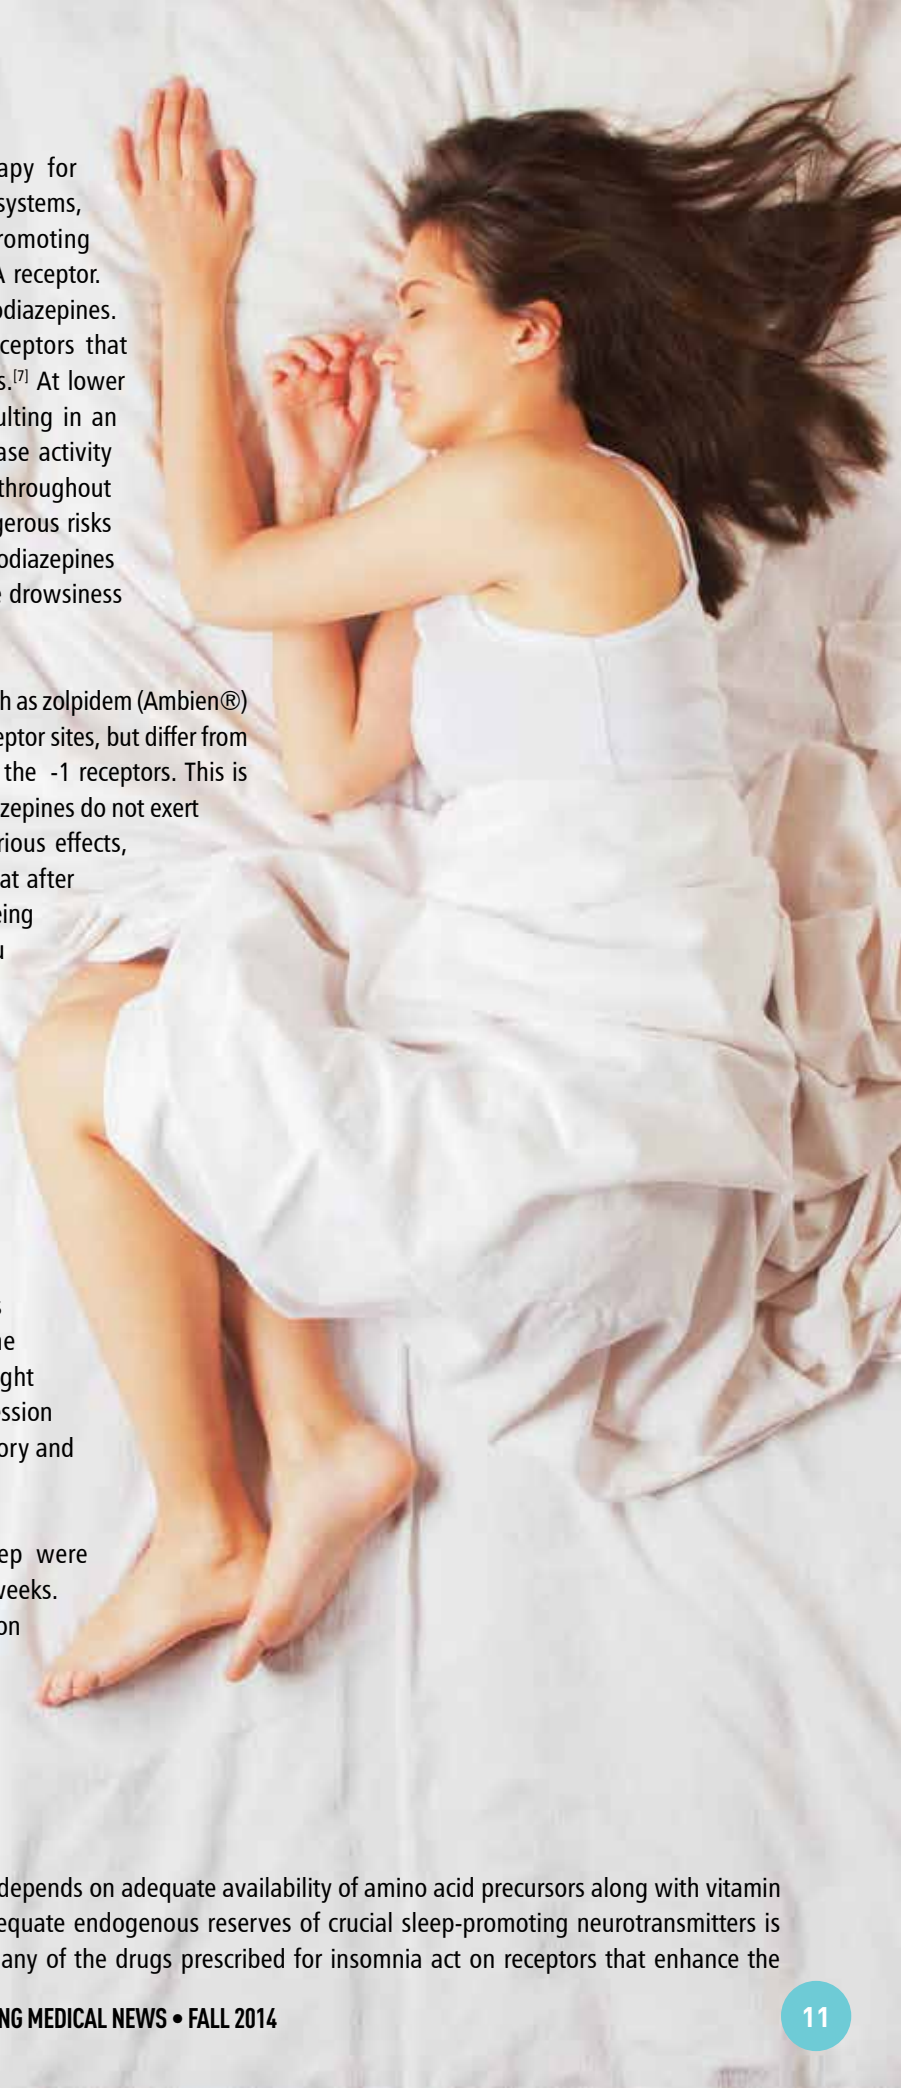 apy for
systems,
romoting
A receptor.
odiazepines.
ceptors that
s.[7] At lower
ulting in an
ase activity
throughout
gerous risks
odiazepines
e drowsiness
h as zolpidem (Ambien®)
eptor sites, but differ from
the -1 receptors. This is
zepines do not exert
rious effects,
at after
eing
u
s
ne
ght
ession
ory and
ep were
weeks.
on
depends on adequate availability of amino acid precursors along with vitamin
equate endogenous reserves of crucial sleep-promoting neurotransmitters is
any of the drugs prescribed for insomnia act on receptors that enhance the
NG MEDICAL NEWS • FALL 2014
11